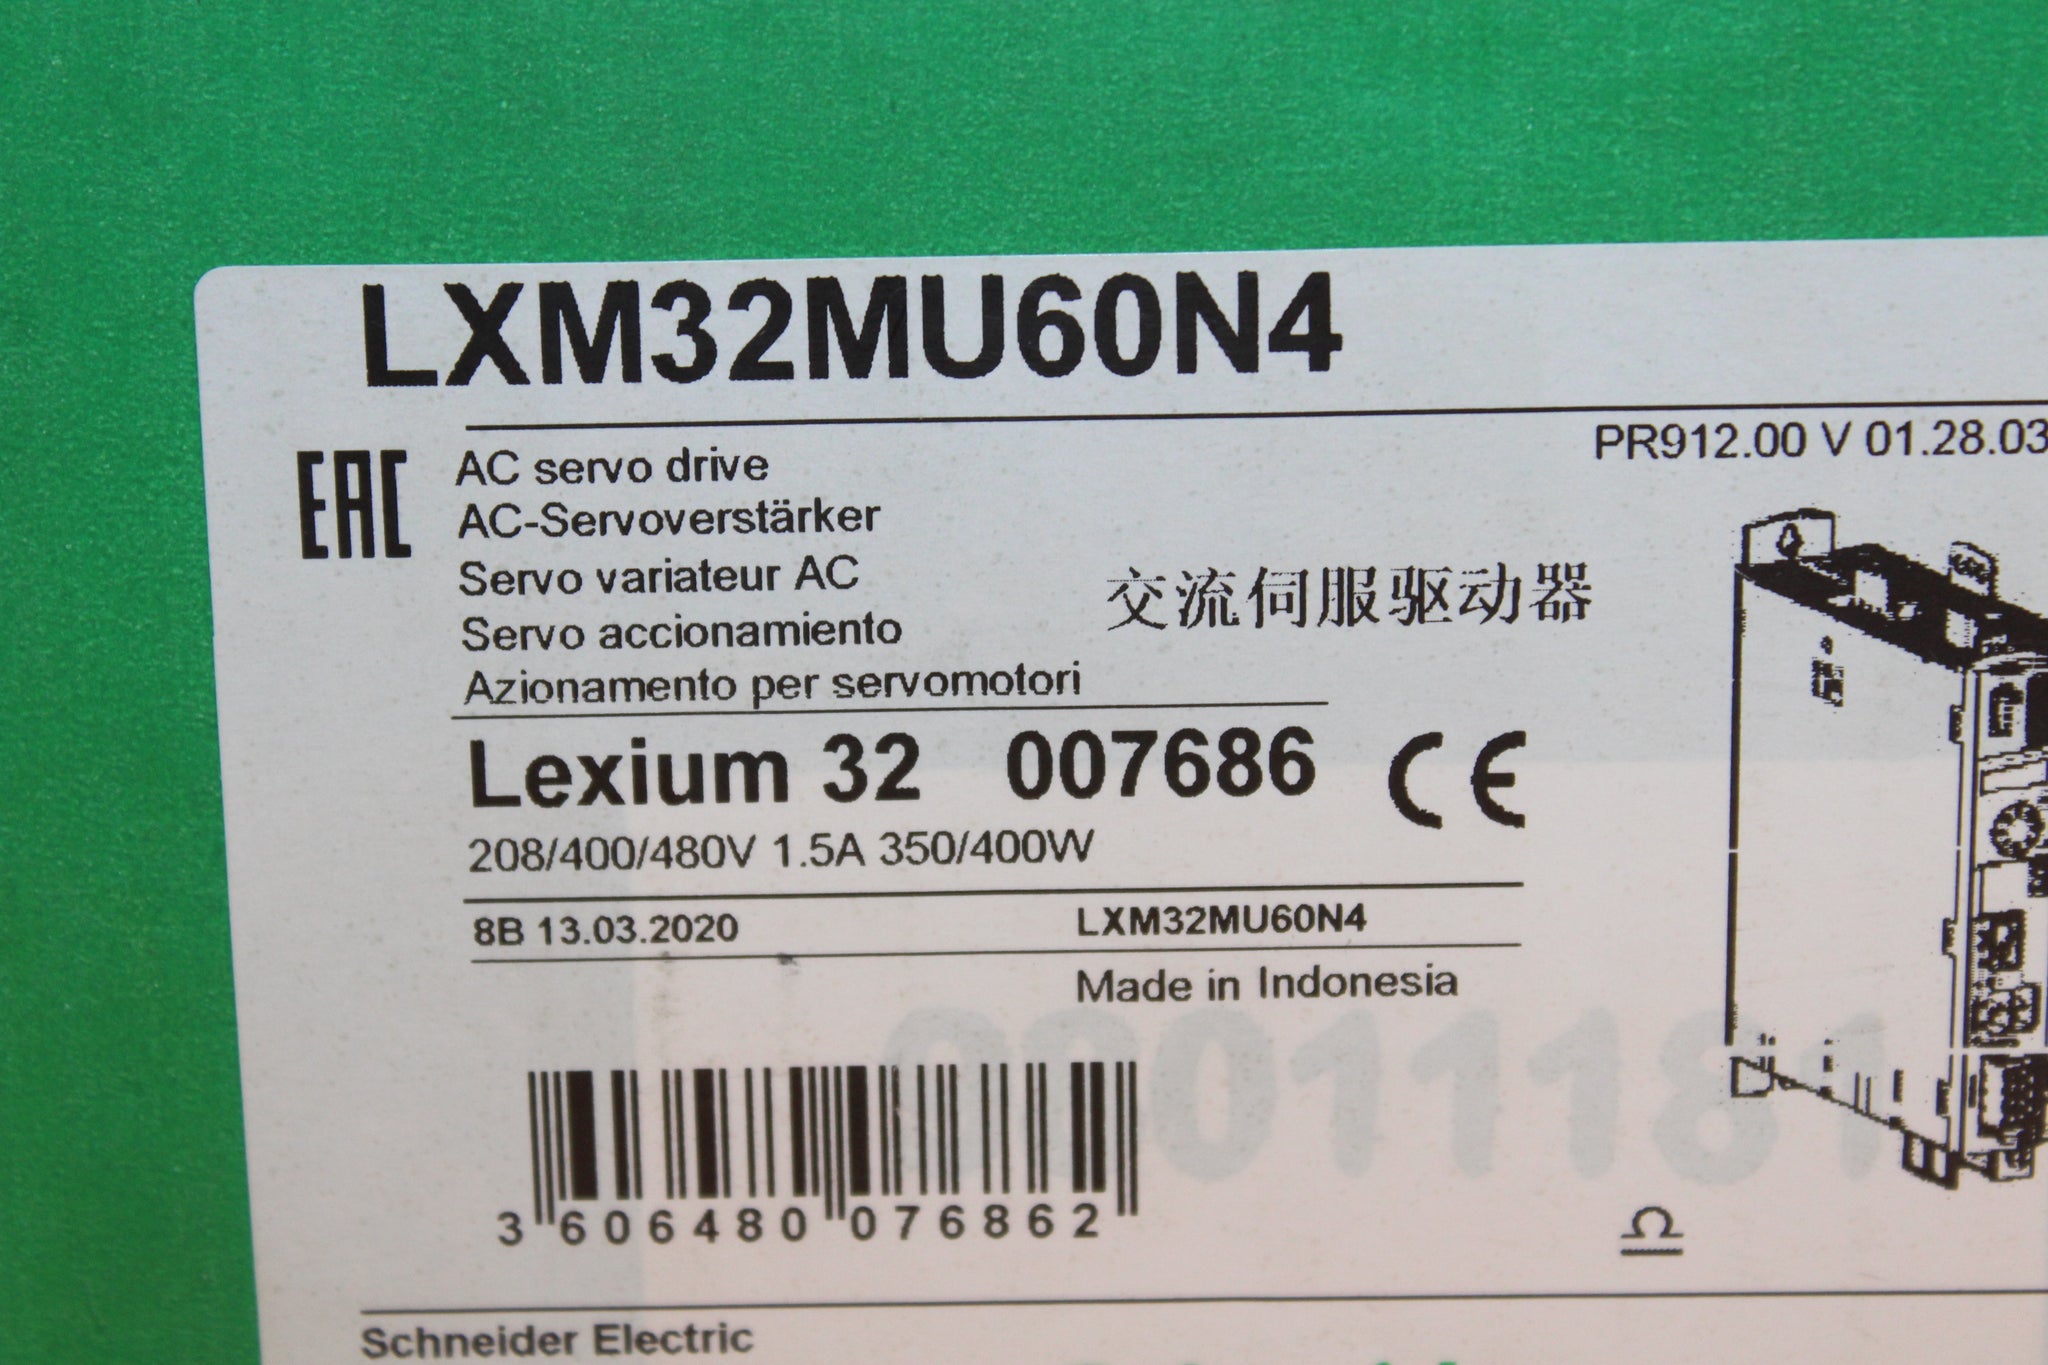 LXM32MU60N4
PR912.00 V 01.28.03
EAC
AC servo drive
AC-Servoverstärker
Servo variateur AC
Servo accionamiento
Azionamento per servomotori
交流伺服驱动器
Lexium 32 007686 CE
208/400/480V 1.5A 350/400W
8B 13.03.2020 LXM32MU60N4
Made in Indonesia
3 606480 076862
Schneider Electric